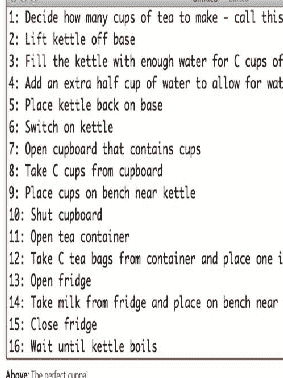 1: Decide how many cups of tea to make - call this
2: Lift kettle off base
3: Fill the kettle with enough water for C cups of
4: Add an extra half cup of water to allow for wat
5: Place kettle back on base
6: Switch on kettle
7: Open cupboard that contains cups
8: Take C cups from cupboard
9: Place cups on bench near kettle
10: Shut cupboard
11: Open tea container
12: Take C tea bags from container and place one i
13: Open fridge
14: Take milk from fridge and place on bench near
15: Close fridge
16: Wait until kettle boils
Above: The perfect cuppa!